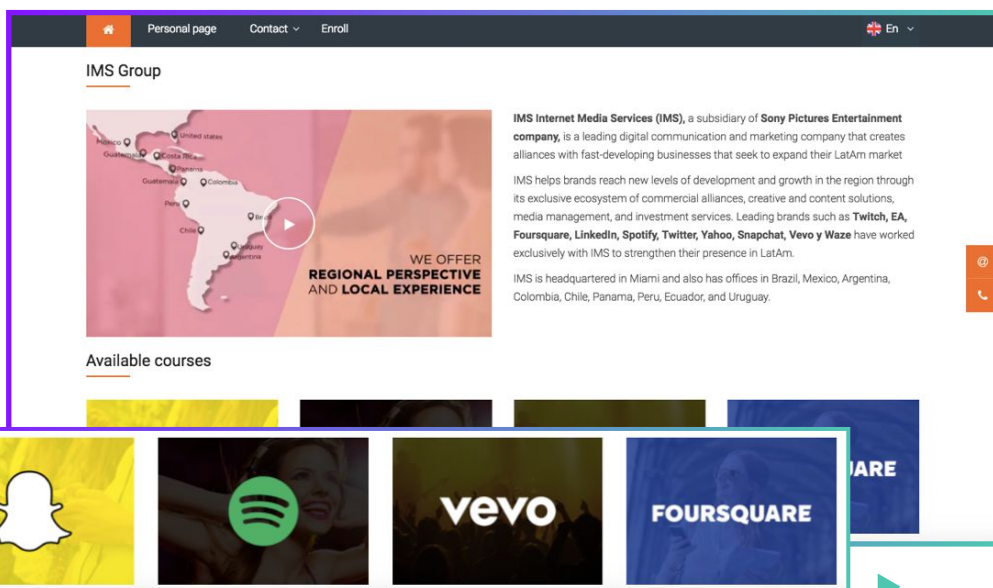 Personal page Contact Enroll En
IMS Group
IMS Internet Media Services (IMS), a subsidiary of Sony Pictures Entertainment
company, is a leading digital communication and marketing company that creates
alliances with fast-developing businesses that seek to expand their LatAm market
IMS helps brands reach new levels of development and growth in the region through
its exclusive ecosystem of commercial alliances, creative and content solutions,
media management, and investment services. Leading brands such as Twitch, EA,
Foursquare, LinkedIn, Spotify, Twitter, Yahoo, Snapchat, Vevo y Waze have worked
exclusively with IMS to strengthen their presence in LatAm.
IMS is headquartered in Miami and also has offices in Brazil, Mexico, Argentina,
Colombia, Chile, Panama, Peru, Ecuador, and Uruguay.
United states
México
Guatemala
Costa Rica
Panama
Guatemala
Colombia
Perú
Chile
Uruguay
Argentina
WE OFFER
REGIONAL PERSPECTIVE
AND LOCAL EXPERIENCE
@
Available courses
vevo
FOURSQUARE
ARE